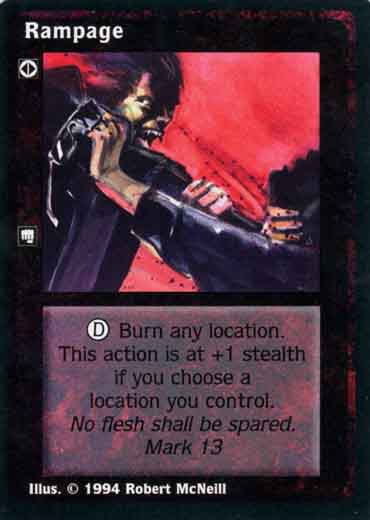 Rampage
D Burn any location.
This action is at +1 stealth
if you choose a
location you control.
No flesh shall be spared.
Mark 13
Illus. © 1994 Robert McNeill